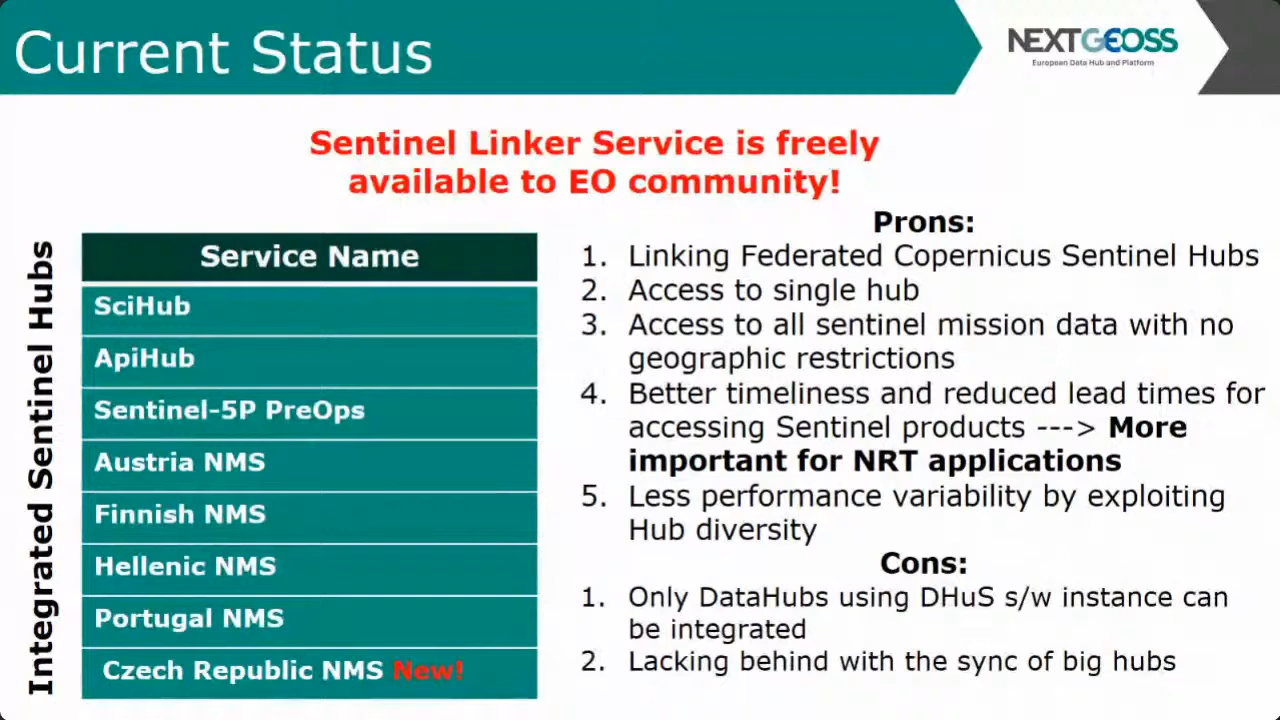 Current Status
NEXTGEOSS
European Data Hub and Platform
Sentinel Linker Service is freely
available to EO community!
Integrated Sentinel Hubs
Service Name
SciHub
ApiHub
Sentinel-5P PreOps
Austria NMS
Finnish NMS
Hellenic NMS
Portugal NMS
Czech Republic NMS New!
Prons:
1. Linking Federated Copernicus Sentinel Hubs
2. Access to single hub
3. Access to all sentinel mission data with no
geographic restrictions
4. Better timeliness and reduced lead times for
accessing Sentinel products ---> More
important for NRT applications
5. Less performance variability by exploiting
Hub diversity
Cons:
1. Only DataHubs using DHuS s/w instance can
be integrated
2. Lacking behind with the sync of big hubs